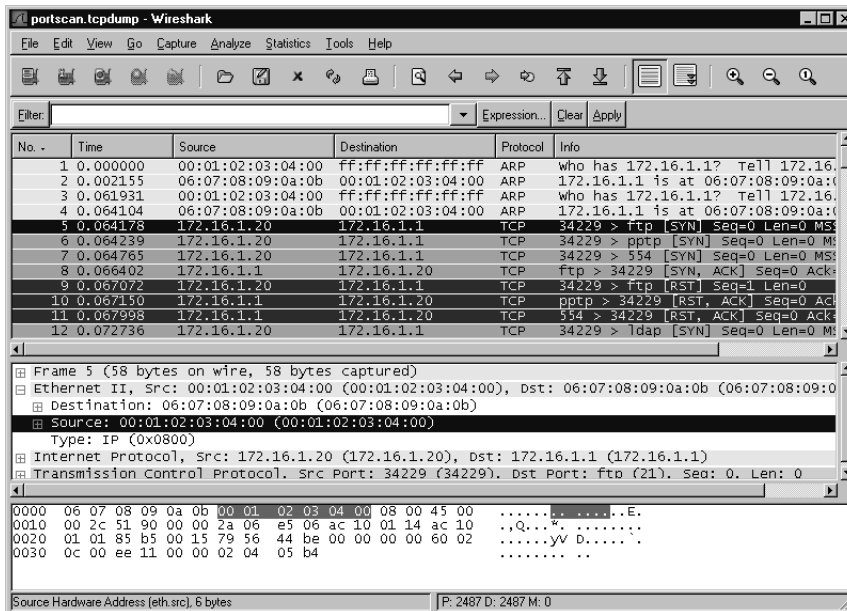 portscan.tcpdump - Wireshark
File Edit View Go Capture Analyze Statistics Tools Help
Filter: Expression... Clear Apply
No. - Time Source Destination Protocol Info
1 0.000000 00:01:02:03:04:00 ff:ff:ff:ff:ff:ff ARP Who has 172.16.1.1? Tell 172.16.
2 0.002155 06:07:08:09:0a:0b 00:01:02:03:04:00 ARP 172.16.1.1 is at 06:07:08:09:0a:0
3 0.061931 00:01:02:03:04:00 ff:ff:ff:ff:ff:ff ARP Who has 172.16.1.1? Tell 172.16.
4 0.064104 06:07:08:09:0a:0b 00:01:02:03:04:00 ARP 172.16.1.1 is at 06:07:08:09:0a:0
5 0.064178 172.16.1.20 172.16.1.1 TCP 34229 > ftp [SYN] Seq=0 Len=0 MSS
6 0.064239 172.16.1.20 172.16.1.1 TCP 34229 > pptp [SYN] Seq=0 Len=0 MS
7 0.064765 172.16.1.20 172.16.1.1 TCP 34229 > 554 [SYN] Seq=0 Len=0 MSS
8 0.066402 172.16.1.1 172.16.1.20 TCP ftp > 34229 [SYN, ACK] Seq=0 Ack=
9 0.067072 172.16.1.20 172.16.1.1 TCP 34229 > ftp [RST] Seq=1 Len=0
10 0.067150 172.16.1.1 172.16.1.20 TCP pptp > 34229 [RST, ACK] Seq=0 Ack
11 0.067998 172.16.1.1 172.16.1.20 TCP 554 > 34229 [RST, ACK] Seq=0 Ack=
12 0.072736 172.16.1.20 172.16.1.1 TCP 34229 > ldap [SYN] Seq=0 Len=0 MS
Frame 5 (58 bytes on wire, 58 bytes captured)
Ethernet II, Src: 00:01:02:03:04:00 (00:01:02:03:04:00), Dst: 06:07:08:09:0a:0b (06:07:08:09:0
Destination: 06:07:08:09:0a:0b (06:07:08:09:0a:0b)
Source: 00:01:02:03:04:00 (00:01:02:03:04:00)
Type: IP (0x0800)
Internet Protocol, Src: 172.16.1.20 (172.16.1.20), Dst: 172.16.1.1 (172.16.1.1)
Transmission Control Protocol, Src Port: 34229 (34229), Dst Port: ftp (21), Seq: 0, Len: 0
0000 06 07 08 09 0a 0b 00 01 02 03 04 00 08 00 45 00 ........ ......E.
0010 00 2c 51 90 00 00 2a 06 e5 06 ac 10 01 14 ac 10 .,Q...*. ........
0020 01 01 85 b5 00 15 79 56 44 be 00 00 00 00 60 02 ......yV D.....`.
0030 0c 00 ee 11 00 00 02 04 05 b4 ........ ..
Source Hardware Address (eth.src), 6 bytes P: 2487 D: 2487 M: 0